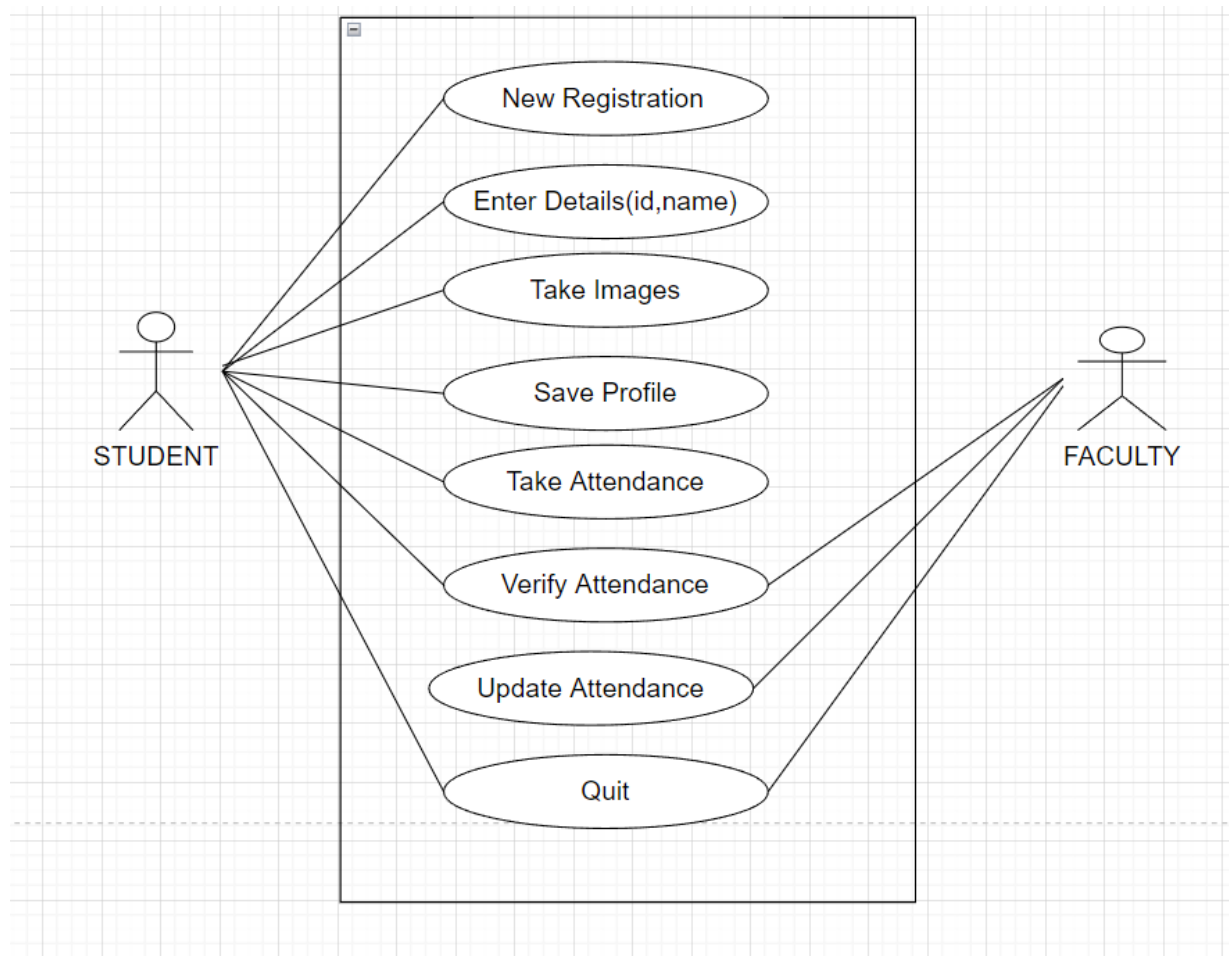 New Registration
Enter Details(id,name)
Take Images
Save Profile
STUDENT
FACULTY
Take Attendance
Verify Attendance
Update Attendance
Quit